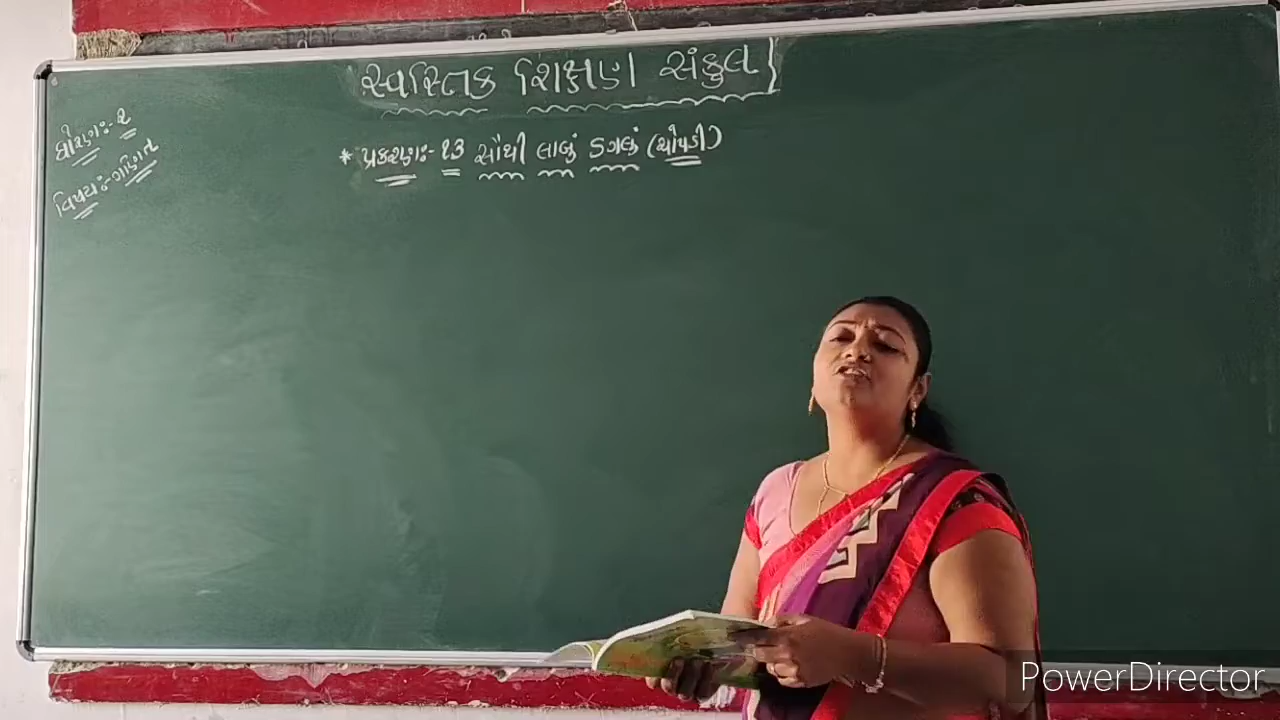 સ્વસ્તિક શિક્ષણ સંકુલ
ધોરણ:- ૨
વિષય:- ગણિત
* પ્રકરણ:- ૧૩ સૌથી લાબું ડગલું (ચોપડી)
PowerDirector